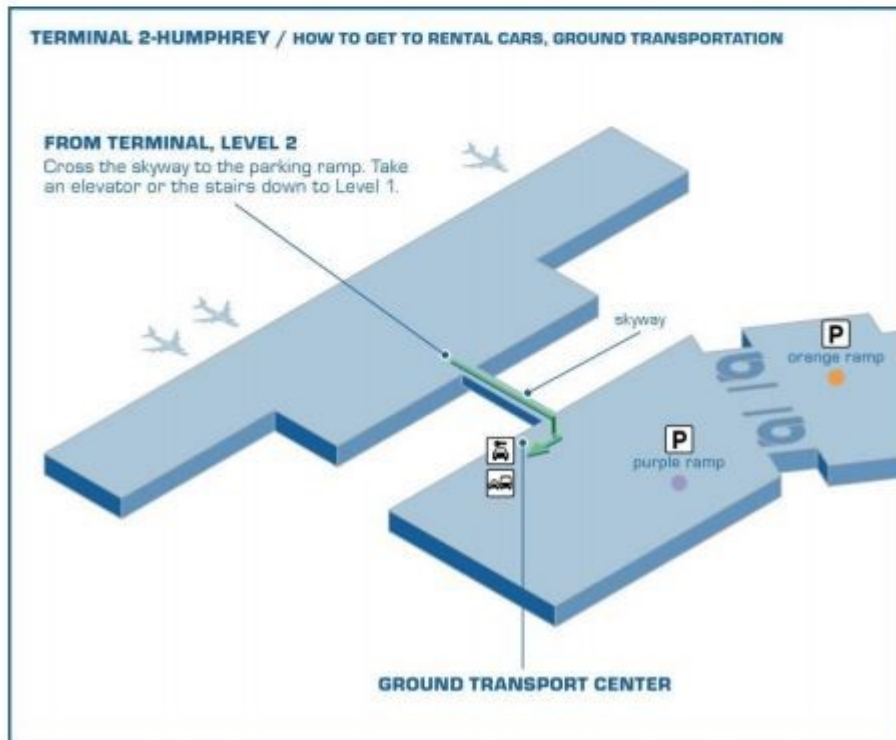 TERMINAL 2-HUMPHREY / HOW TO GET TO RENTAL CARS, GROUND TRANSPORTATION
FROM TERMINAL, LEVEL 2
Cross the skyway to the parking ramp. Take
an elevator or the stairs down to Level 1.
skyway
P
orange ramp
P
purple ramp
GROUND TRANSPORT CENTER